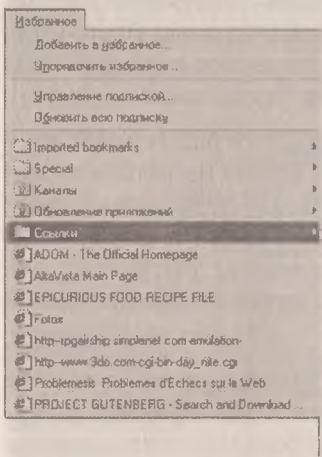 Избранное
Добавить в избранное...
Упорядочить избранное...
Управление подпиской...
Обновить всю подписку
Imported bookmarks
Special
Каналы
Обновление приложений
Ссылки
ADOM - The Official Homepage
AltaVista Main Page
EPICURIOUS FOOD RECIPE FILE
Fotos
http--rpgairship.simplenet.com-emulation-
http--www.3do.com-cgi-bin-day_nite.cgi
Problemesis Problemes d'Echecs sur le Web
PROJECT GUTENBERG - Search and Download ...